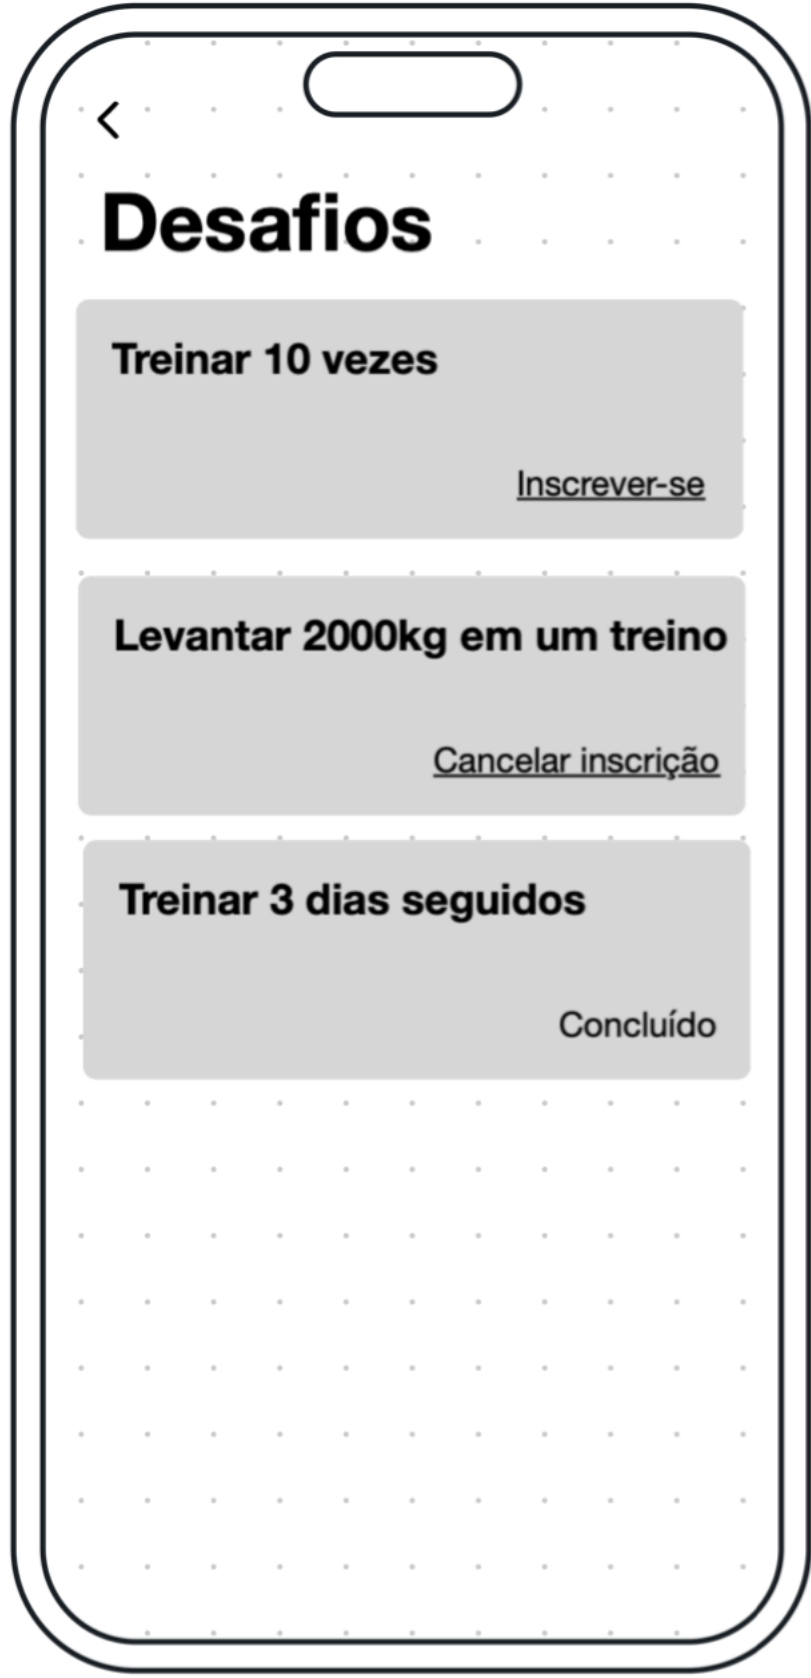 Desafios
Treinar 10 vezes
Inscrever-se
Levantar 2000kg em um treino
Cancelar inscrição
Treinar 3 dias seguidos
Concluído